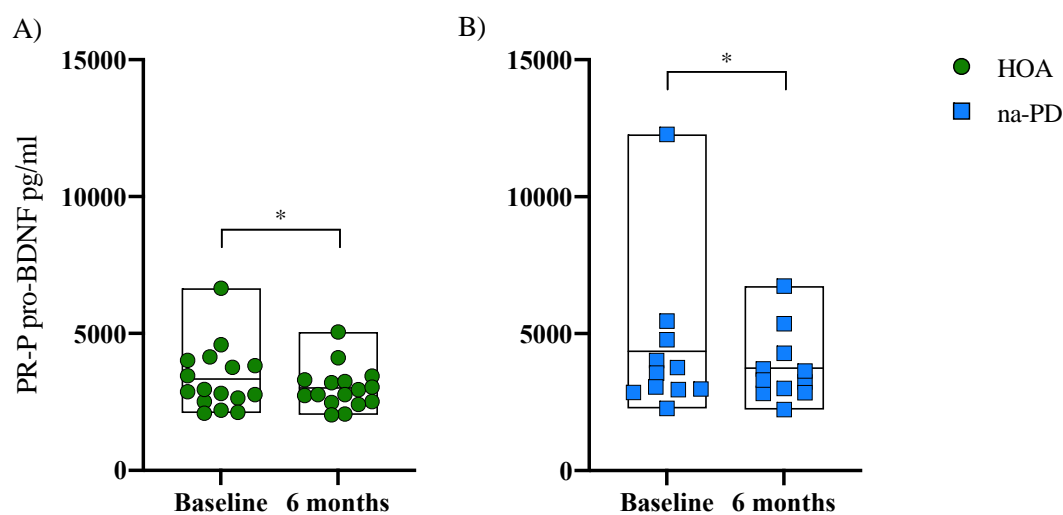 A)
PR-P pro-BDNF pg/ml
15000
10000
5000
0
*
Baseline 6 months
B)
15000
10000
5000
0
*
Baseline 6 months
HOA
na-PD